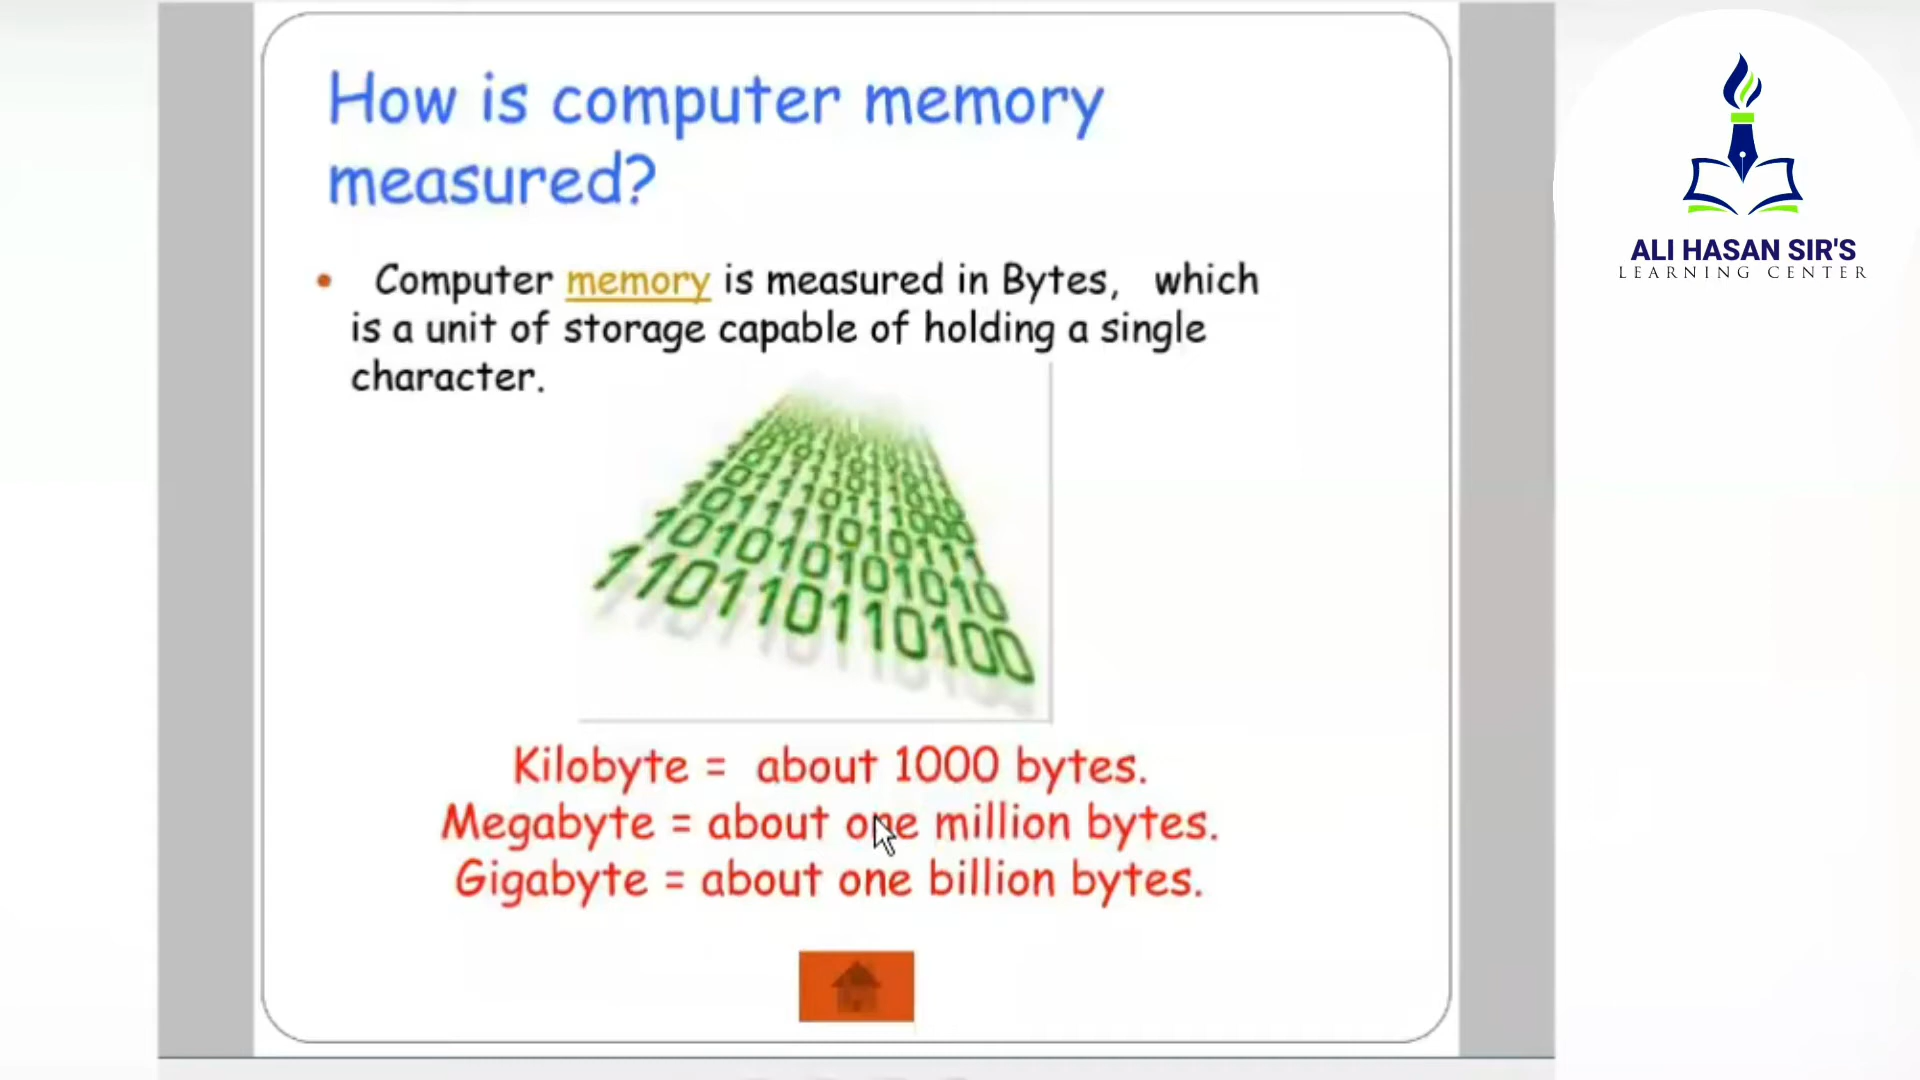 How is computer memory
measured?
• Computer memory is measured in Bytes, which
is a unit of storage capable of holding a single
character.
101010101010
110110110100
Kilobyte = about 1000 bytes.
Megabyte = about one million bytes.
Gigabyte = about one billion bytes.
ALI HASAN SIR'S
LEARNING CENTER